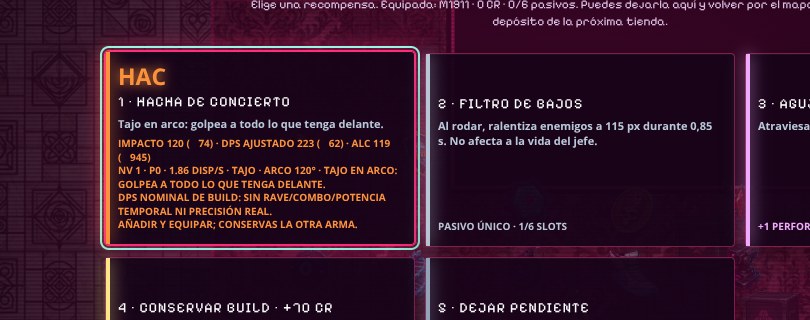 Elige una recompensa. Equipada: M1911 · 0 CR · 0/6 pasivos. Puedes dejarla aquí y volver por el mapa
depósito de la próxima tienda..
HAC
1 · HACHA DE CONCIERTO
Tajo en arco: golpea a todo lo que tenga delante.
IMPACTO 120 ( 74) · DPS AJUSTADO 223 ( 62) · ALC 119
( 945)
NV 1 · P0 · 1.86 DISP/S · TAJO · ARCO 120° · TAJO EN ARCO:
GOLPEA A TODO LO QUE TENGA DELANTE.
DPS NOMINAL DE BUILD; SIN RAVE/COMBO/POTENCIA
TEMPORAL NI PRECISIÓN REAL.
AÑADIR Y EQUIPAR; CONSERVAS LA OTRA ARMA.
2 · FILTRO DE BAJOS
Al rodar, ralentiza enemigos a 115 px durante 0,85
s. No afecta a la vida del jefe.
PASIVO ÚNICO · 1/6 SLOTS
3 · AGUJ
Atraviesa
+1 PERFOR
4 · CONSERVAR BUILD · +70 CR
5 · DEJAR PENDIENTE